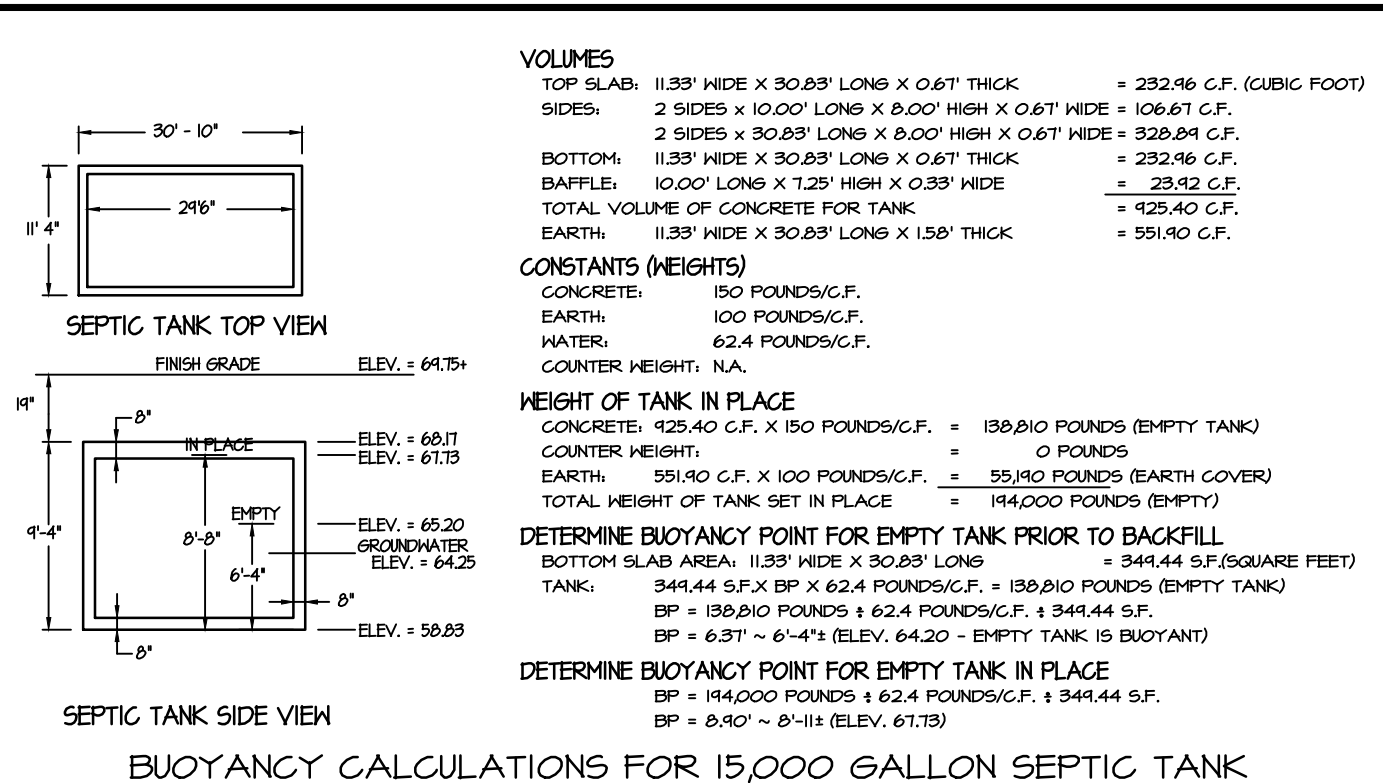 30' - 10"
29'6"
11' 4"
SEPTIC TANK TOP VIEW
FINISH GRADE ELEV. = 69.75±
19"
8"
IN PLACE
ELEV. = 68.17
ELEV. = 67.73
EMPTY
ELEV. = 65.20
9'-4"
8'-8"
GROUNDWATER
ELEV. = 64.25
6'-4"
8"
ELEV. = 58.83
8"
SEPTIC TANK SIDE VIEW
VOLUMES
TOP SLAB: 11.33' WIDE X 30.83' LONG X 0.67' THICK = 232.96 C.F. (CUBIC FOOT)
SIDES: 2 SIDES x 10.00' LONG X 8.00' HIGH X 0.67' WIDE = 106.67 C.F.
2 SIDES x 30.83' LONG X 8.00' HIGH X 0.67' WIDE = 328.89 C.F.
BOTTOM: 11.33' WIDE X 30.83' LONG X 0.67' THICK = 232.96 C.F.
BAFFLE: 10.00' LONG X 7.25' HIGH X 0.33' WIDE = 23.92 C.F.
TOTAL VOLUME OF CONCRETE FOR TANK = 925.40 C.F.
EARTH: 11.33' WIDE X 30.83' LONG X 1.58' THICK = 551.90 C.F.
CONSTANTS (WEIGHTS)
CONCRETE: 150 POUNDS/C.F.
EARTH: 100 POUNDS/C.F.
WATER: 62.4 POUNDS/C.F.
COUNTER WEIGHT: N.A.
WEIGHT OF TANK IN PLACE
CONCRETE: 925.40 C.F. X 150 POUNDS/C.F. = 138,810 POUNDS (EMPTY TANK)
COUNTER WEIGHT: = 0 POUNDS
EARTH: 551.90 C.F. X 100 POUNDS/C.F. = 55,190 POUNDS (EARTH COVER)
TOTAL WEIGHT OF TANK SET IN PLACE = 194,000 POUNDS (EMPTY)
DETERMINE BUOYANCY POINT FOR EMPTY TANK PRIOR TO BACKFILL
BOTTOM SLAB AREA: 11.33' WIDE X 30.83' LONG = 349.44 S.F.(SQUARE FEET)
TANK: 349.44 S.F.X BP X 62.4 POUNDS/C.F. = 138,810 POUNDS (EMPTY TANK)
BP = 138,810 POUNDS ÷ 62.4 POUNDS/C.F. ÷ 349.44 S.F.
BP = 6.37' ~ 6'-4"± (ELEV. 64.20 - EMPTY TANK IS BUOYANT)
DETERMINE BUOYANCY POINT FOR EMPTY TANK IN PLACE
BP = 194,000 POUNDS ÷ 62.4 POUNDS/C.F. ÷ 349.44 S.F.
BP = 8.90' ~ 8'-11± (ELEV. 67.73)
BUOYANCY CALCULATIONS FOR 15,000 GALLON SEPTIC TANK